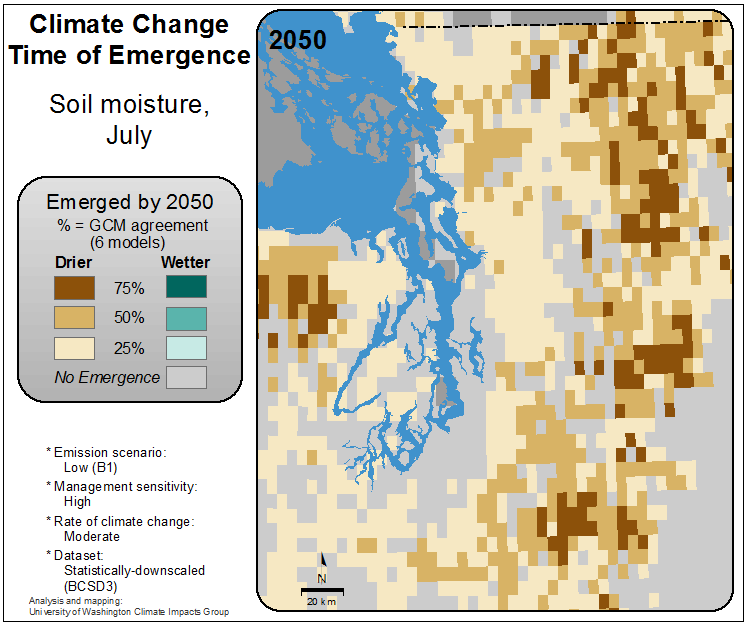 Climate Change
Time of Emergence
Soil moisture,
July
Emerged by 2050
% = GCM agreement
(6 models)
Drier Wetter
75%
50%
25%
No Emergence
* Emission scenario:
Low (B1)
* Management sensitivity:
High
* Rate of climate change:
Moderate
* Dataset:
Statistically-downscaled
(BCSD3)
Analysis and mapping:
University of Washington Climate Impacts Group
2050
N
20 km